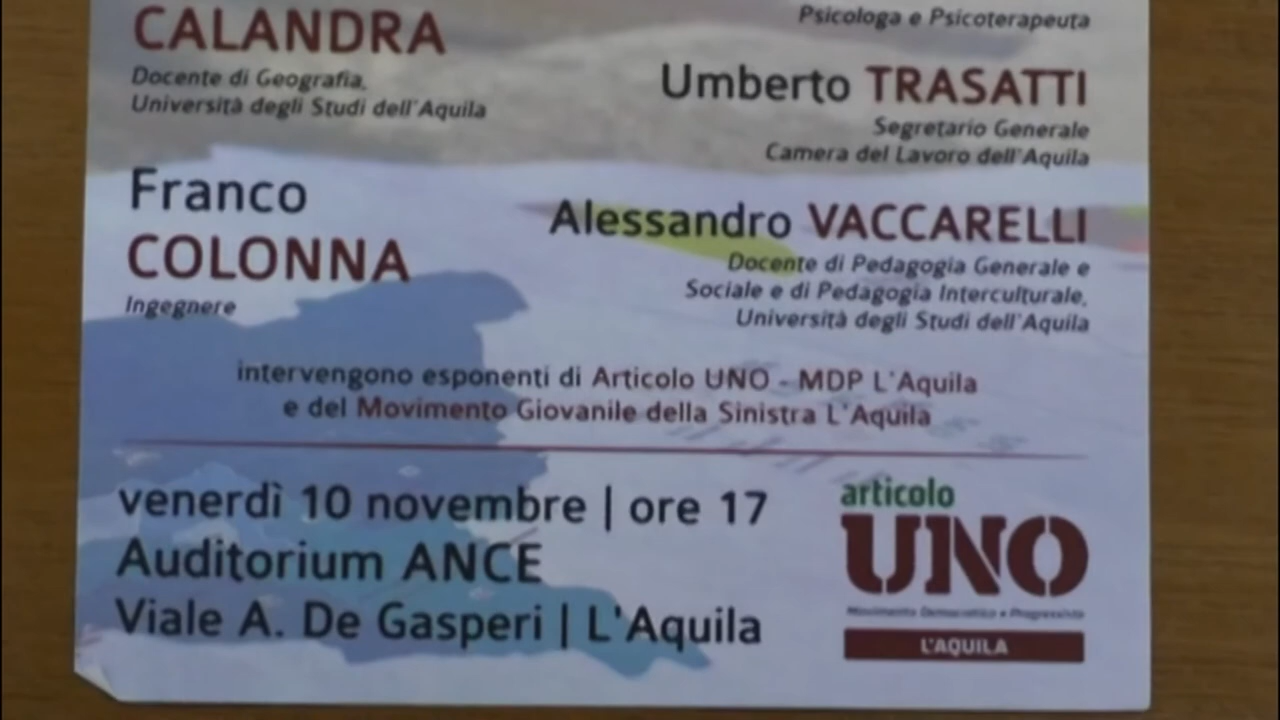 CALANDRA
Docente di Geografia,
Università degli Studi dell'Aquila
Franco
COLONNA
Ingegnere
Psicologa e Psicoterapeuta
Umberto TRASATTI
Segretario Generale
Camera del Lavoro dell'Aquila
Alessandro VACCARELLI
Docente di Pedagogia Generale e
Sociale e di Pedagogia Interculturale,
Università degli Studi dell'Aquila
intervengono esponenti di Articolo UNO - MDP L'Aquila
e del Movimento Giovanile della Sinistra L'Aquila
venerdì 10 novembre | ore 17
Auditorium ANCE
Viale A. De Gasperi | L'Aquila
articolo
UNO
Movimento Democratico e Progressista
L'AQUILA